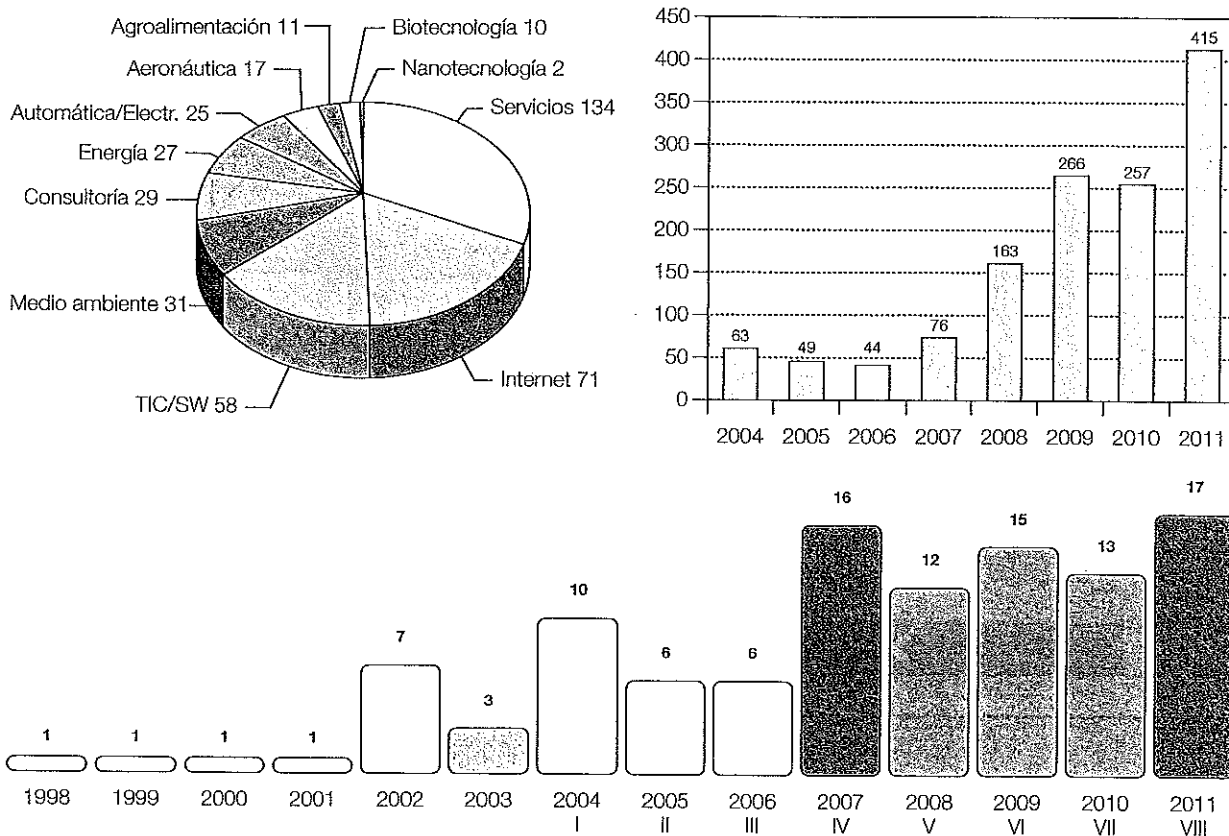 Agroalimentación 11
Biotecnología 10
Aeronáutica 17
Nanotecnología 2
Servicios 134
Automática/Electr. 25
Energía 27
Consultoría 29
Medio ambiente 31
Internet 71
TIC/SW 58
450
400
350
300
250
200
150
100
50
0
63
49
44
76
163
266
257
415
2004 2005 2006 2007 2008 2009 2010 2011
1 1 1 1 7 3 10 6 6 16 12 15 13 17
1998 1999 2000 2001 2002 2003 2004 2005 2006 2007 2008 2009 2010 2011
I II III IV V VI VII VIII